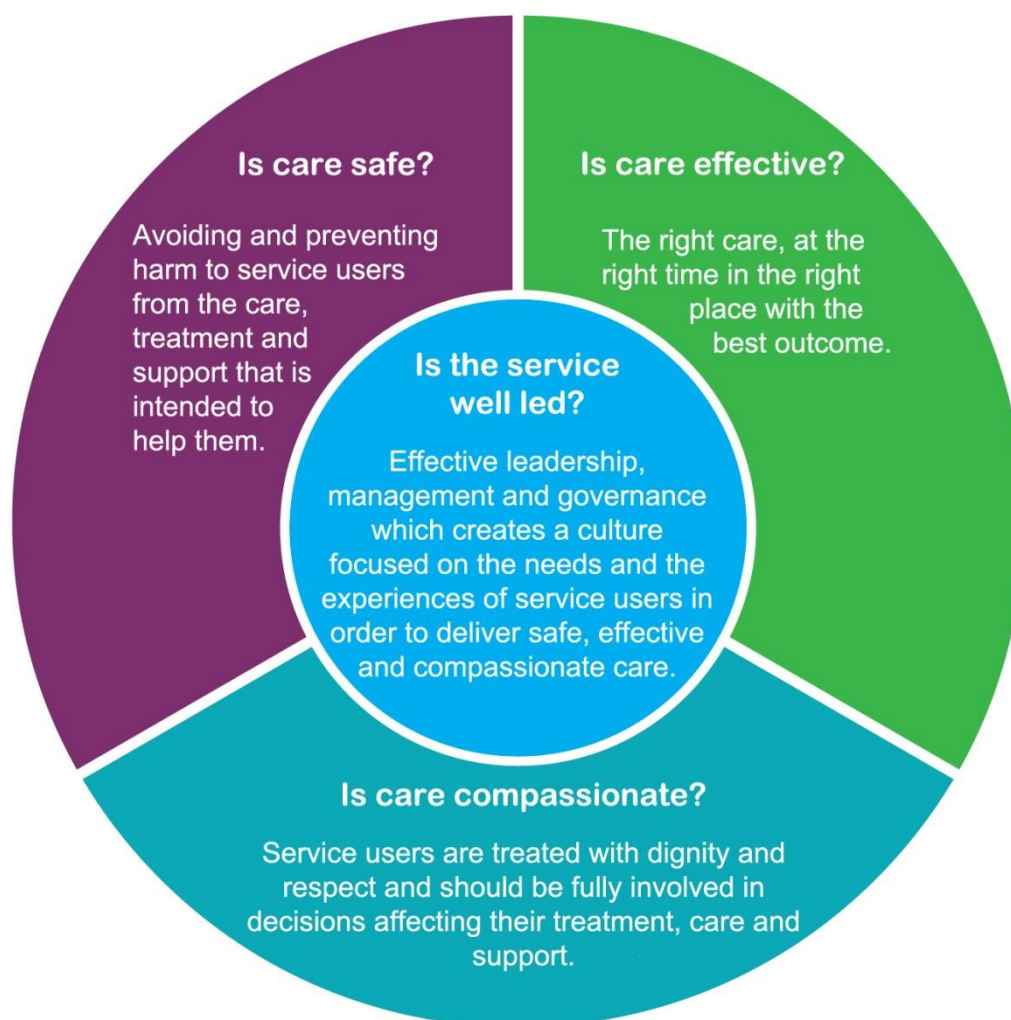 Is care safe?
Avoiding and preventing
harm to service users
from the care,
treatment and
support that is
intended to
help them.
Is care effective?
The right care, at the
right time in the right
place with the
best outcome.
Is the service
well led?
Effective leadership,
management and governance
which creates a culture
focused on the needs and the
experiences of service users in
order to deliver safe, effective
and compassionate care.
Is care compassionate?
Service users are treated with dignity and
respect and should be fully involved in
decisions affecting their treatment, care and
support.